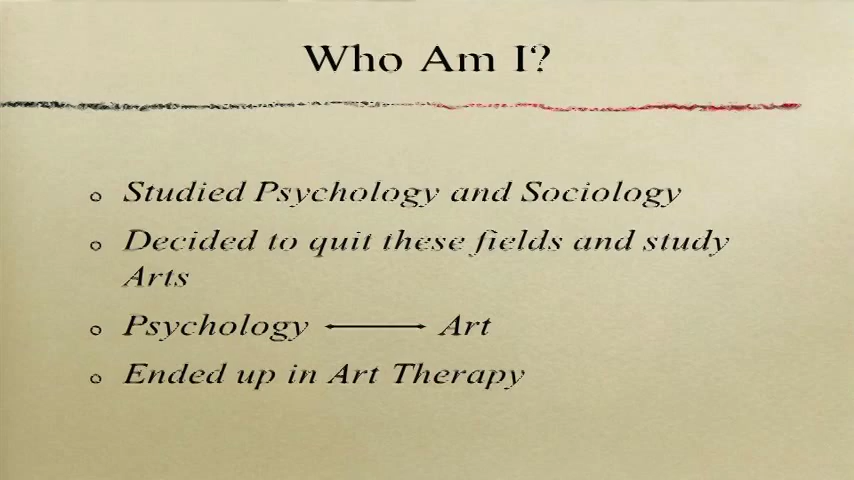 Who Am I?
Studied Psychology and Sociology
Decided to quit these fields and study
Arts
Psychology ↔ Art
Ended up in Art Therapy